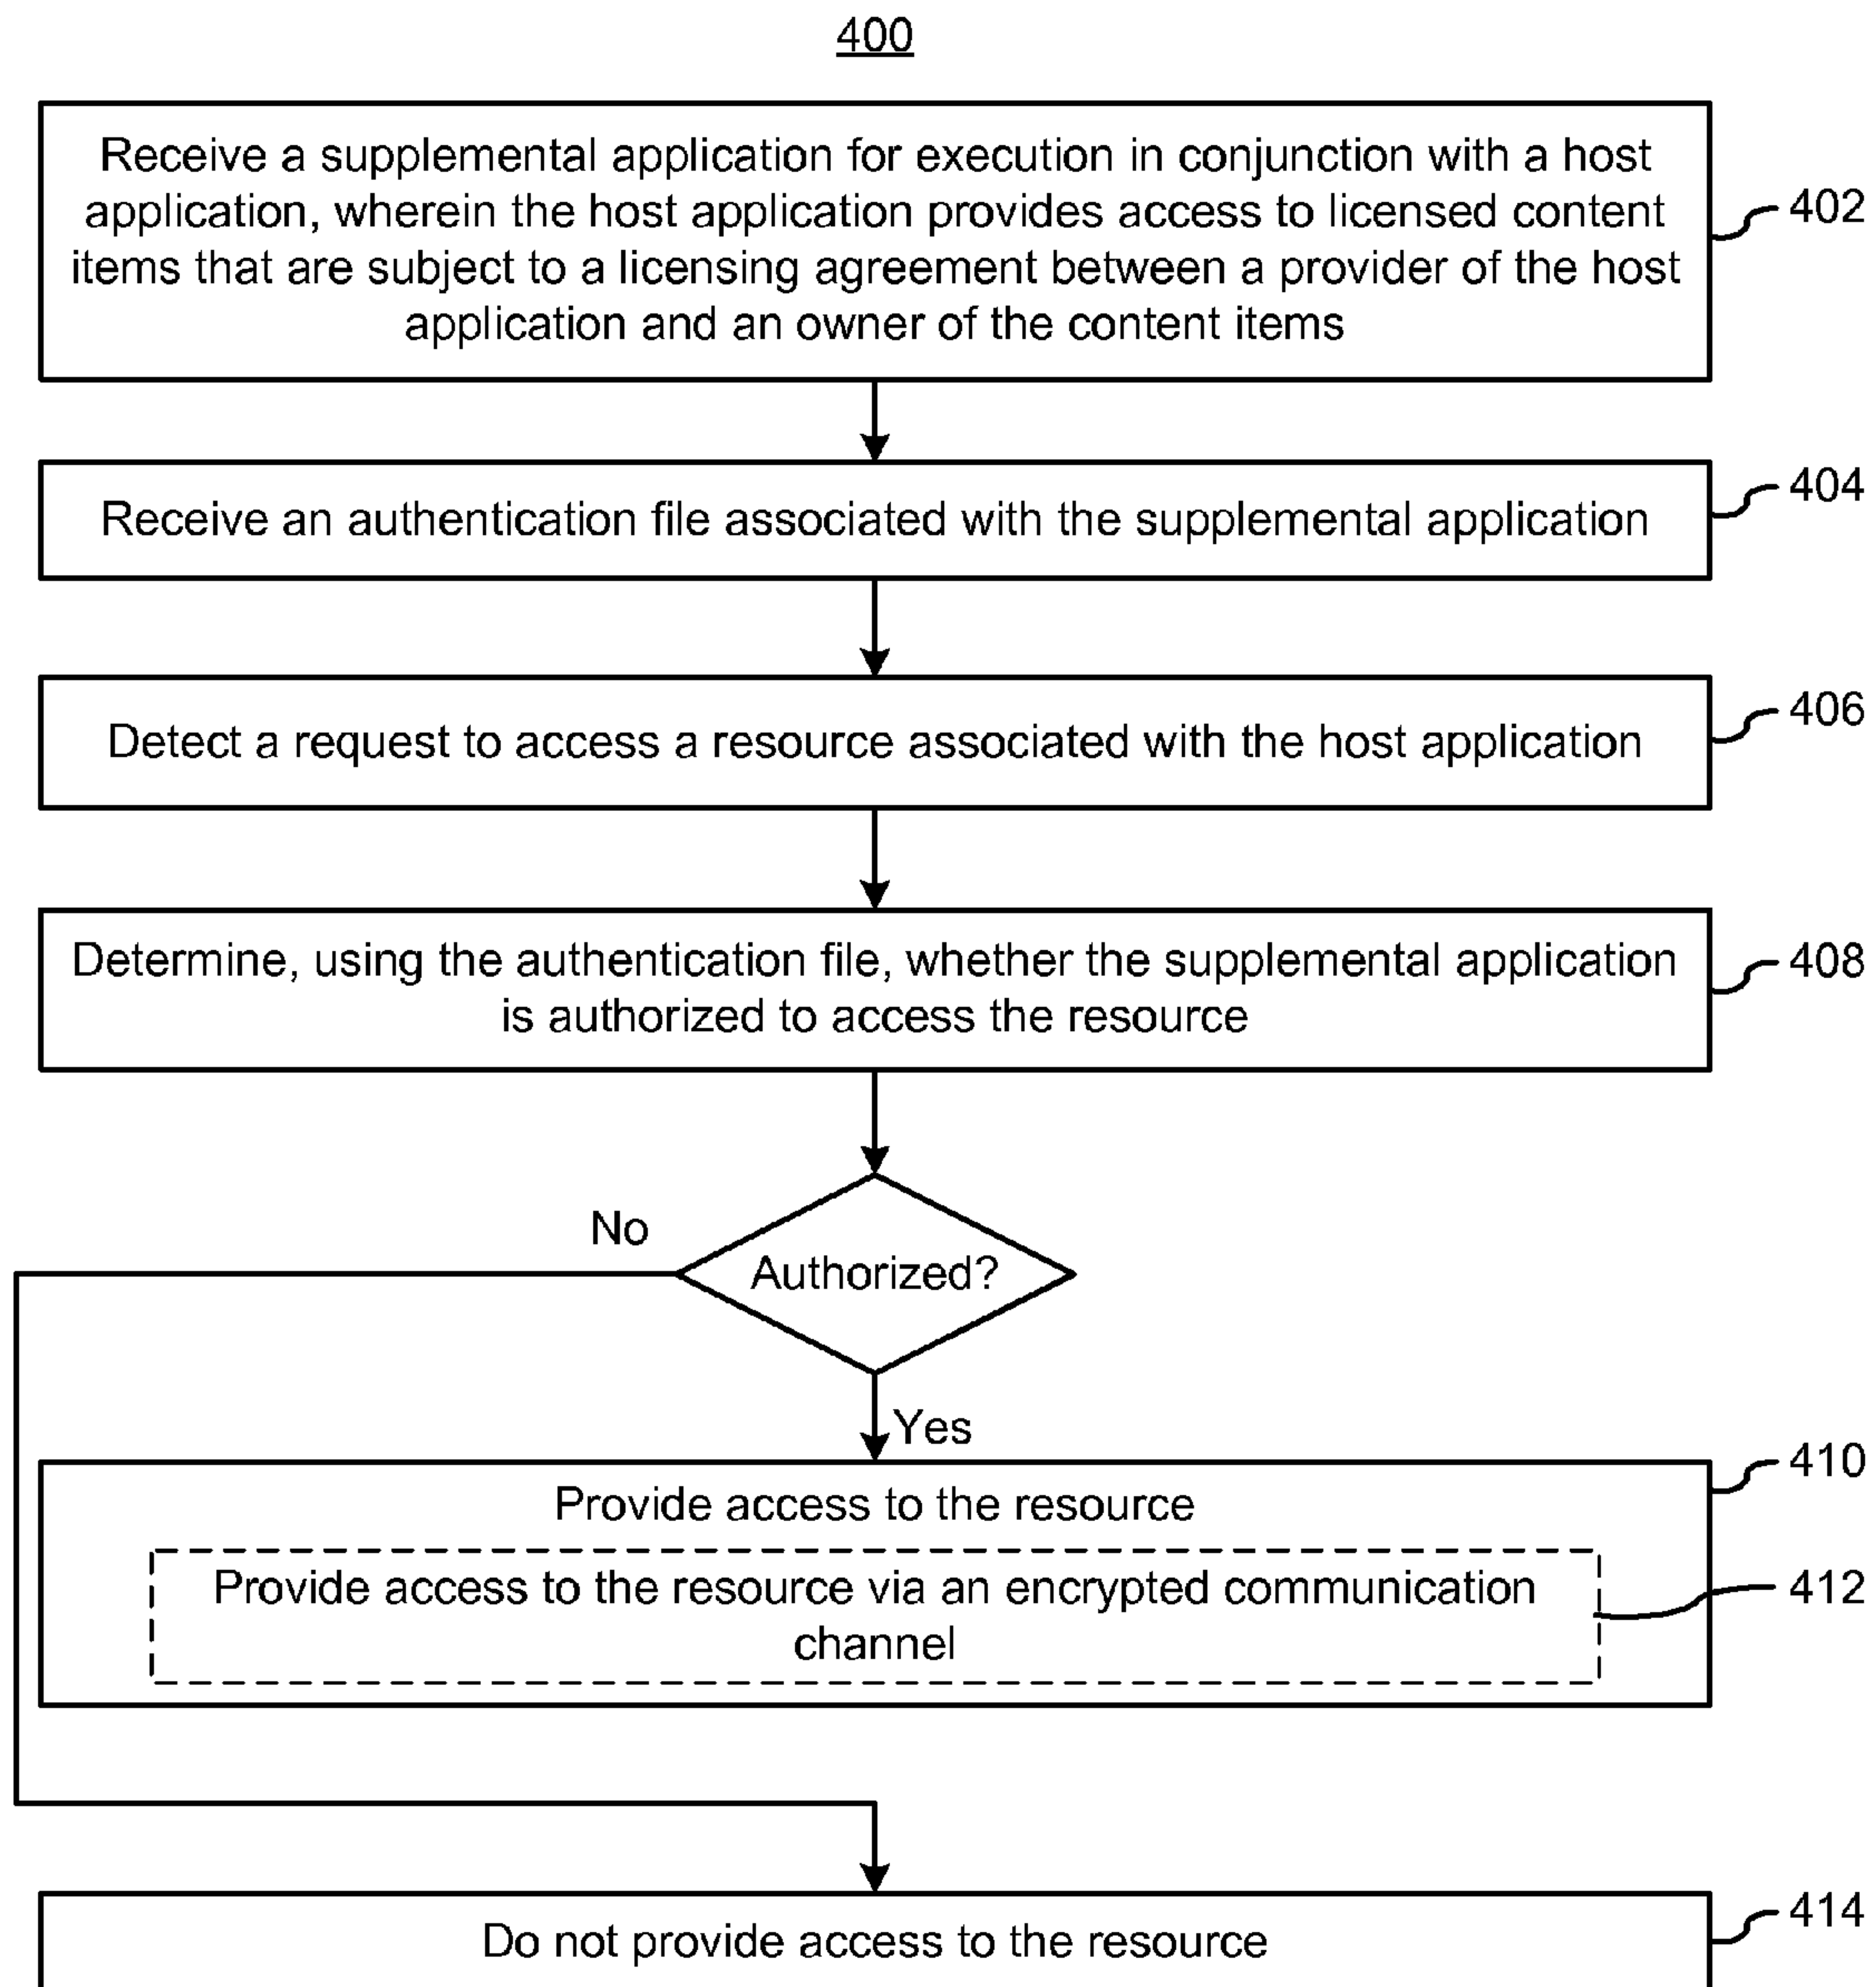 400
Receive a supplemental application for execution in conjunction with a host
application, wherein the host application provides access to licensed content
items that are subject to a licensing agreement between a provider of the host
application and an owner of the content items
402
Receive an authentication file associated with the supplemental application
404
Detect a request to access a resource associated with the host application
406
Determine, using the authentication file, whether the supplemental application
is authorized to access the resource
408
No
Authorized?
Yes
Provide access to the resource
410
Provide access to the resource via an encrypted communication
channel
412
Do not provide access to the resource
414